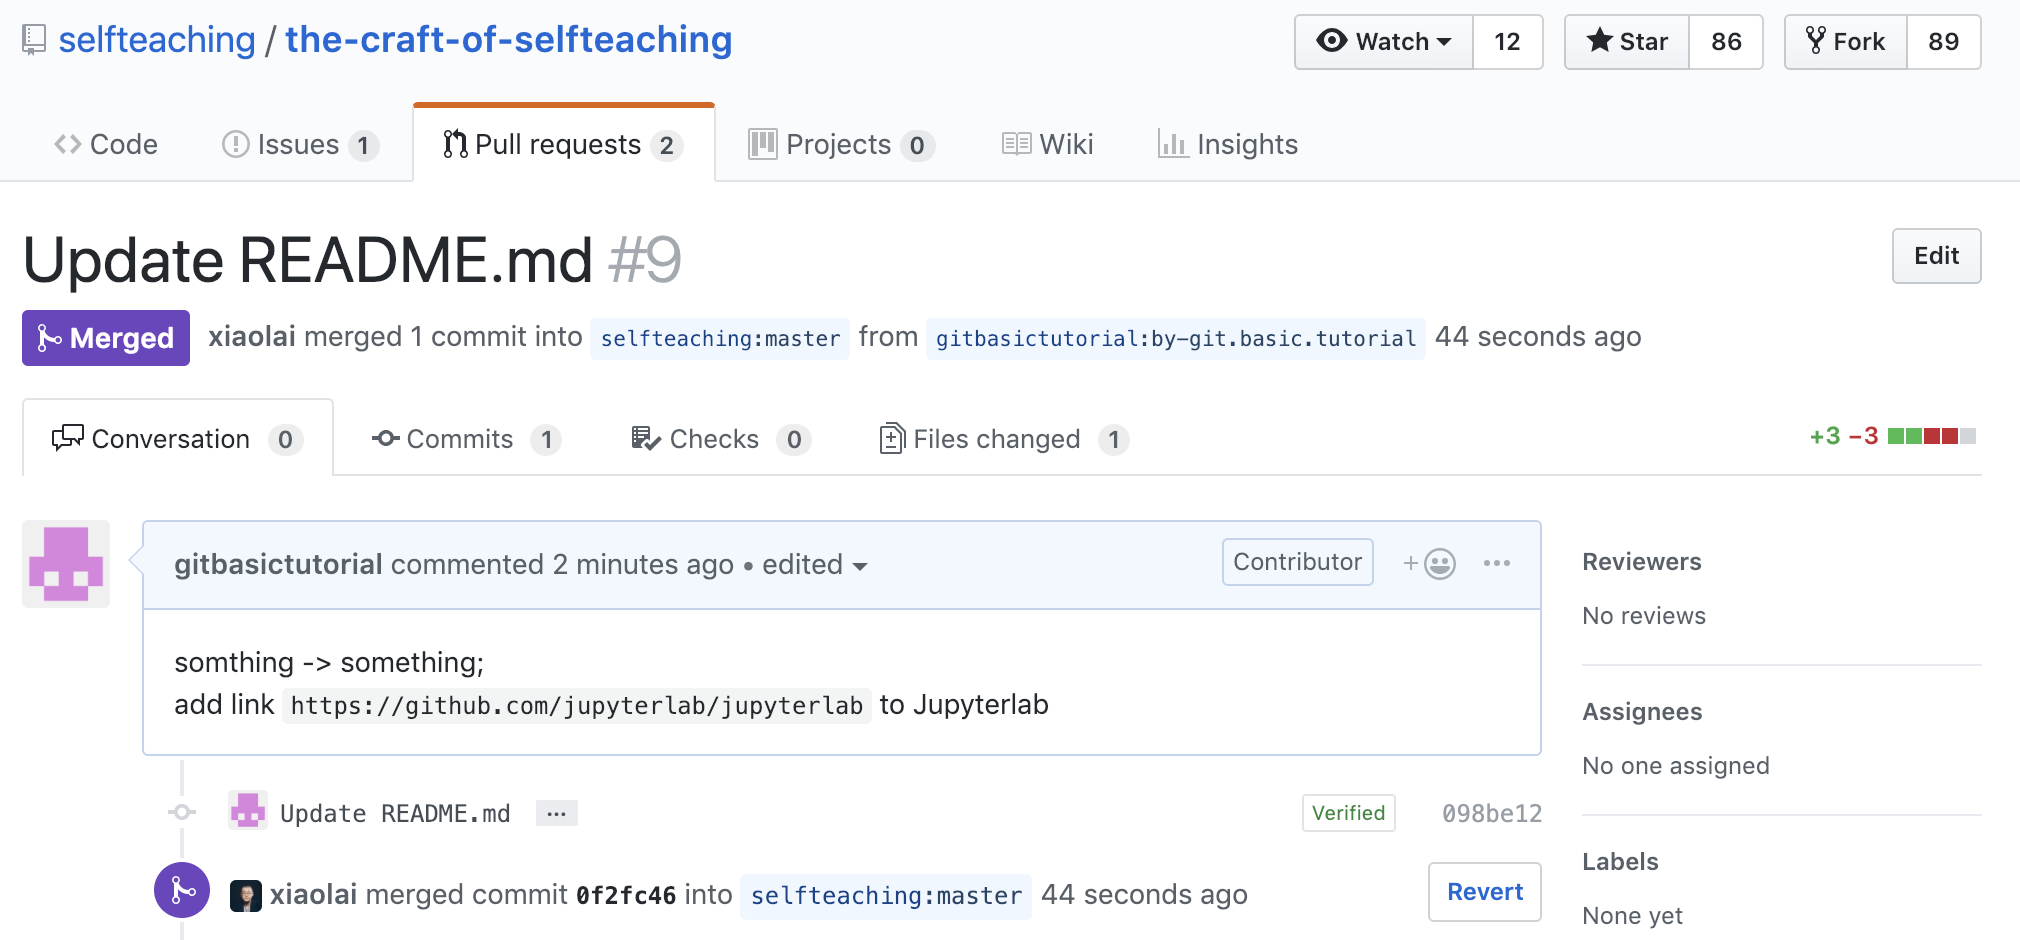 selfteaching / the-craft-of-selfteaching
Watch 12 Star 86 Fork 89
Code Issues 1 Pull requests 2 Projects 0 Wiki Insights
Update README.md #9
Edit
Merged xiaolai merged 1 commit into selfteaching:master from gitbasictutorial:by-git.basic.tutorial 44 seconds ago
Conversation 0 Commits 1 Checks 0 Files changed 1 +3 −3
gitbasictutorial commented 2 minutes ago • edited
Contributor
somthing -> something;
add link https://github.com/jupyterlab/jupyterlab to Jupyterlab
Update README.md ... Verified 098be12
xiaolai merged commit 0f2fc46 into selfteaching:master 44 seconds ago Revert
Reviewers
No reviews
Assignees
No one assigned
Labels
None yet